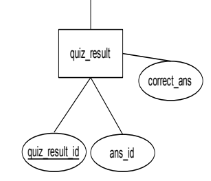 quiz_result
correct_ans
quiz_result_id
ans_id